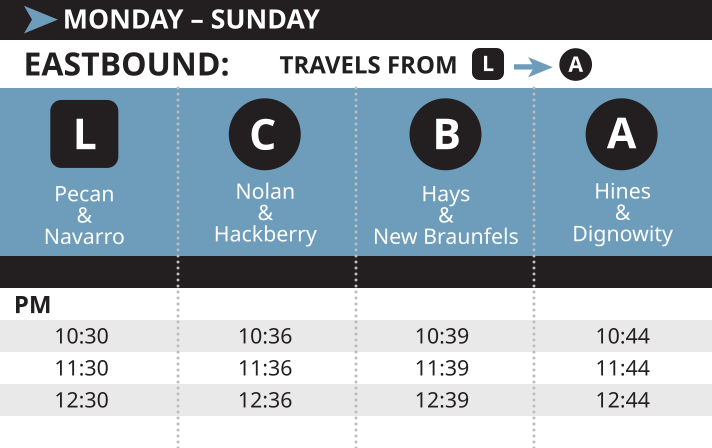 MONDAY – SUNDAY
EASTBOUND: TRAVELS FROM L A
L C B A
Pecan Nolan Hays Hines
& & & &
Navarro Hackberry New Braunfels Dignowity
PM
10:30 10:36 10:39 10:44
11:30 11:36 11:39 11:44
12:30 12:36 12:39 12:44